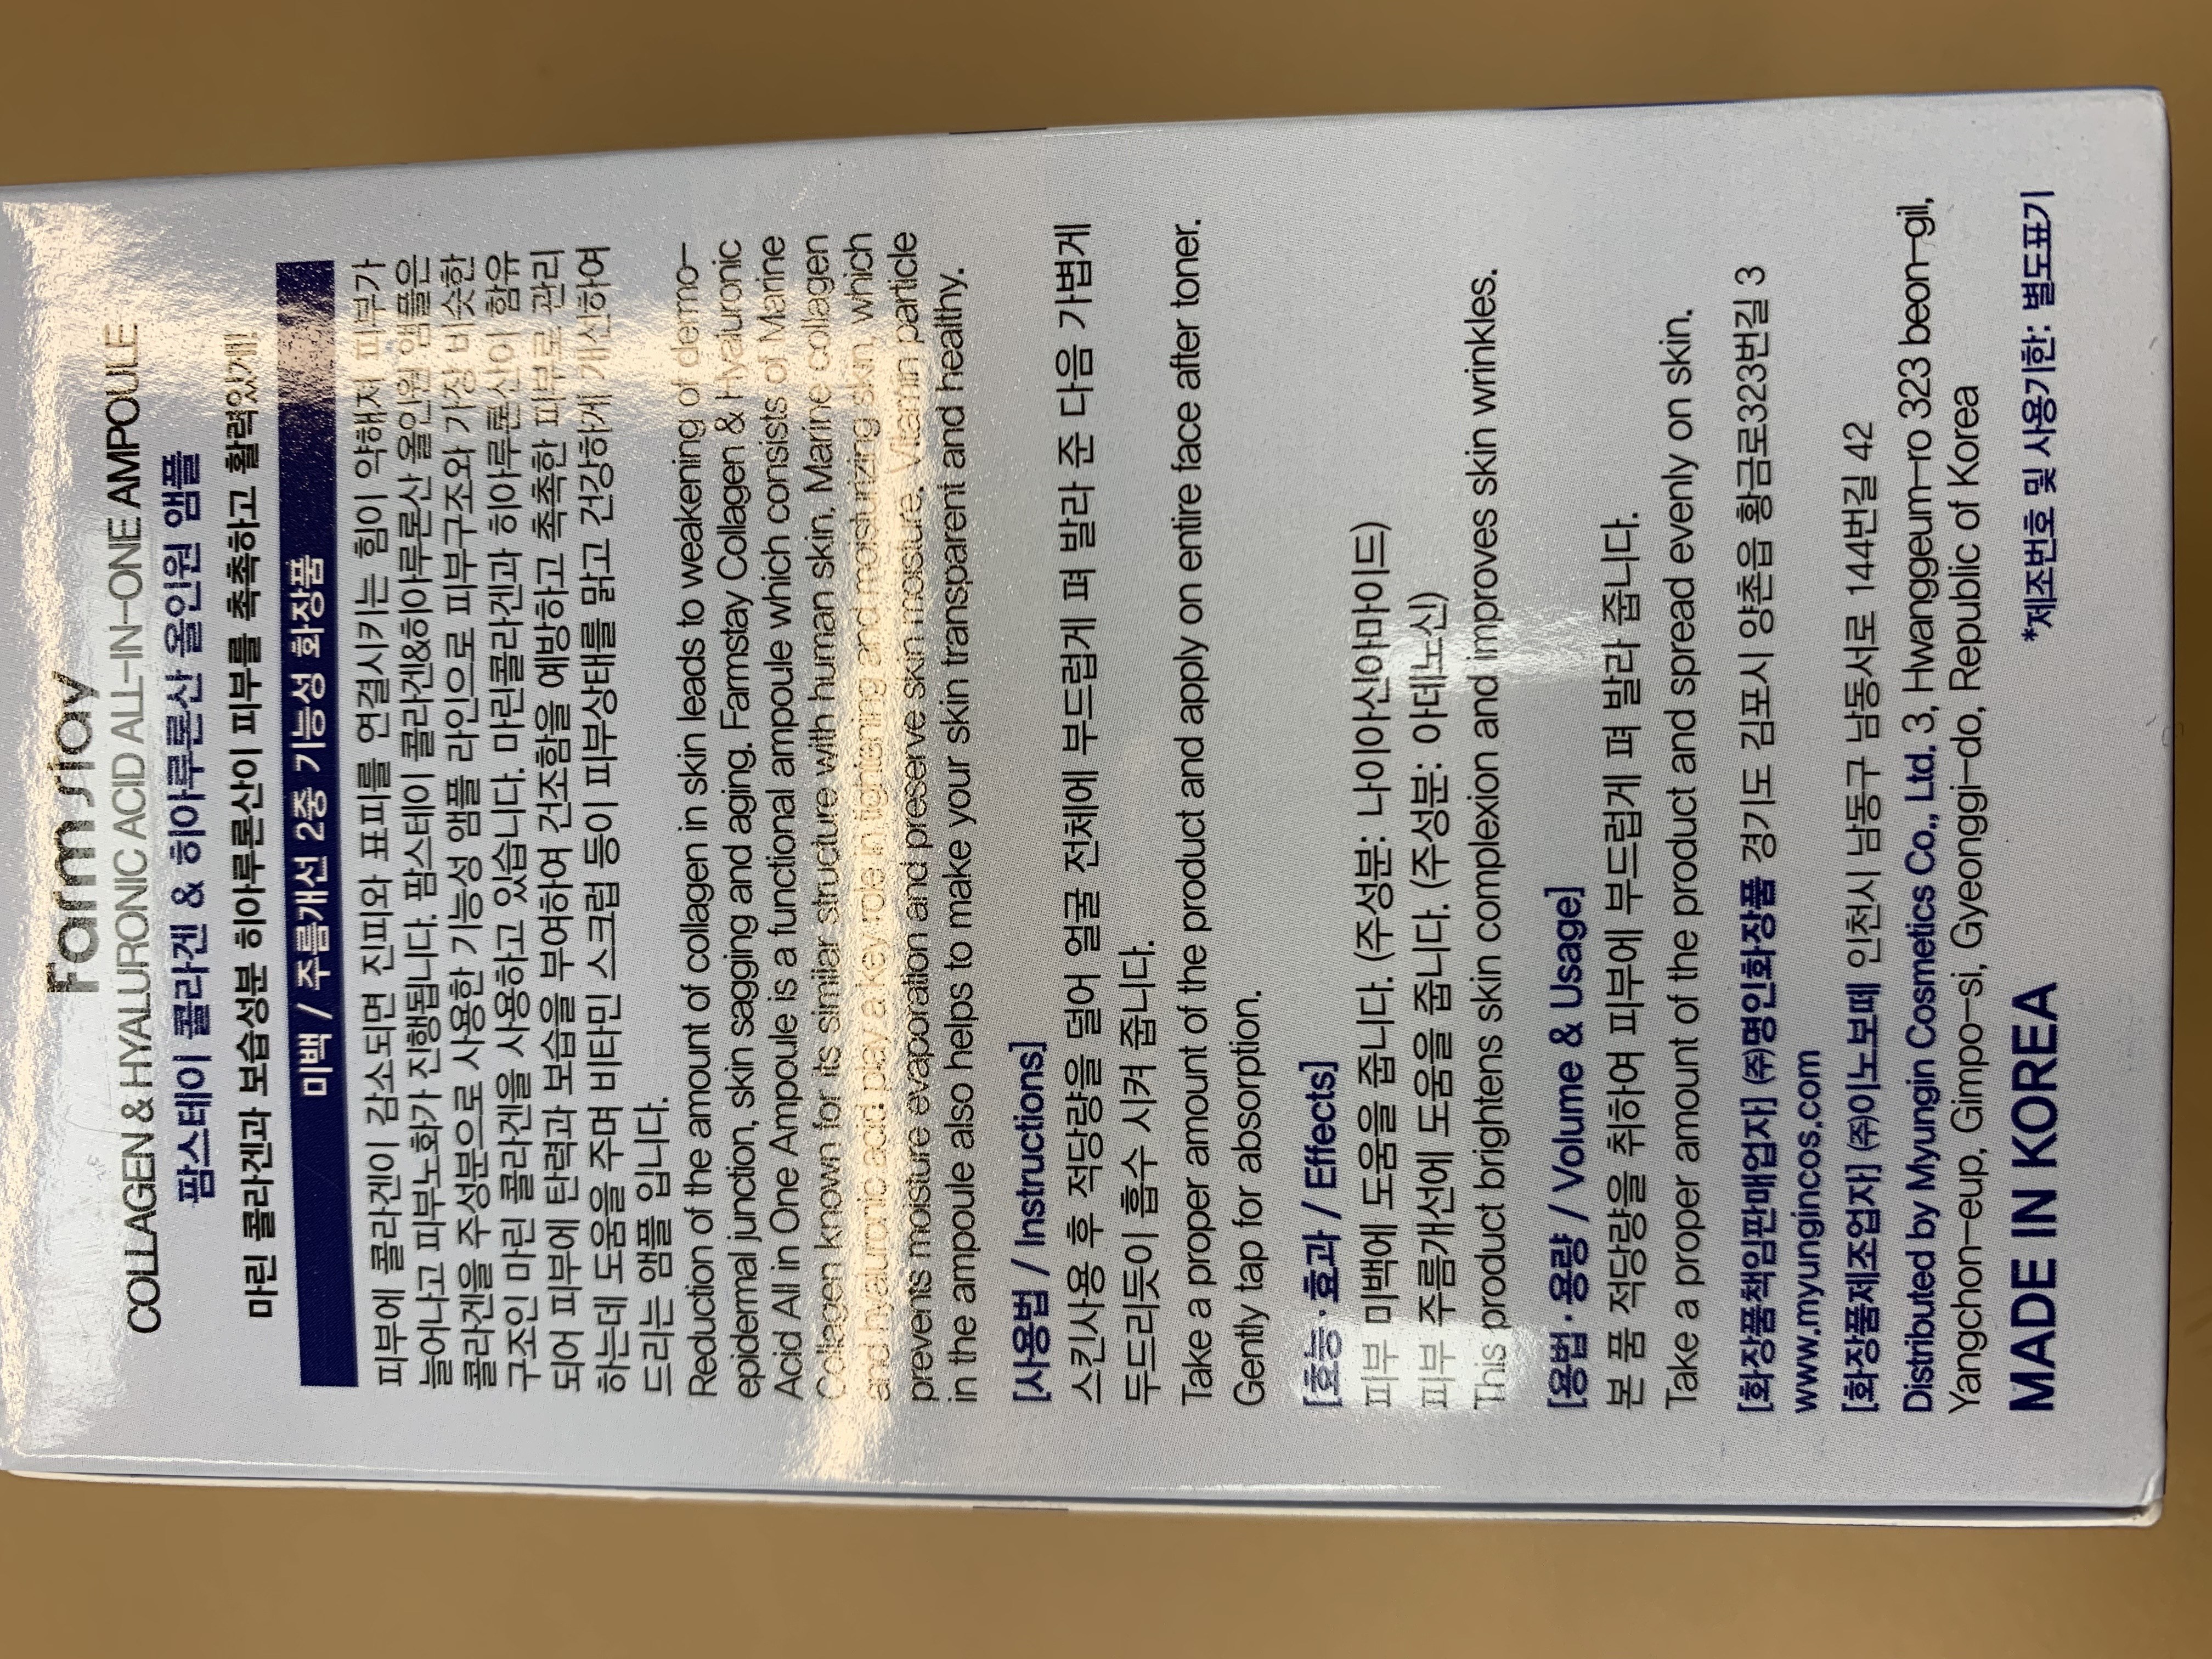 Farmstay
COLLAGEN & HYALURONIC ACID ALL-IN-ONE AMPOULE
팜스테이 콜라겐 & 히아루론산 올인원 앰플
마린 콜라겐과 보습성분 히아루론산이 피부를 촉촉하고 활력있게!
미백 / 주름개선 2중 기능성 화장품
피부에 콜라겐이 감소되면 진피와 표피를 연결시키는 힘이 약해져 피부가
늘어나고 피부노화가 진행됩니다. 팜스테이 콜라겐&히아루론산 올인원 앰플은
콜라겐을 주성분으로 사용한 기능성 앰플 라인으로 피부구조와 가장 비슷한
구조인 마린 콜라겐을 사용하고 있습니다. 마린콜라겐과 히아루론산이 함유
되어 피부에 탄력과 보습을 부여하여 건조함을 예방하고 촉촉한 피부로 관리
하는데 도움을 주며 비타민 스크럽 등이 피부상태를 맑고 건강하게 개선하여
드리는 앰플 입니다.
Reduction of the amount of collagen in skin leads to weakening of demo-
epidermal junction, skin sagging and aging. Farmstay Collagen & Hyaluronic
Acid All in One Ampoule is a functional ampoule which consists of Marine
Collagen known for its similar structure with human skin. Marine collagen
and hyaluronic acid play a key role in tightening and moisturizing skin, which
prevents moisture evaporation and preserve skin moisture. Vitamin particle
in the ampoule also helps to make your skin transparent and healthy.
[사용법 / Instructions]
스킨사용 후 적당량을 덜어 얼굴 전체에 부드럽게 펴 발라 준 다음 가볍게
두드리듯이 흡수 시켜 줍니다.
Take a proper amount of the product and apply on entire face after toner.
Gently tap for absorption.
[효능·효과 / Effects]
피부 미백에 도움을 줍니다. (주성분: 나이아신아마이드)
피부 주름개선에 도움을 줍니다. (주성분: 아데노신)
This product brightens skin complexion and improves skin wrinkles.
[용법·용량 / Volume & Usage]
본 품 적당량을 취하여 피부에 부드럽게 펴 발라 줍니다.
Take a proper amount of the product and spread evenly on skin.
[화장품책임판매업자] (주)명인화장품 경기도 김포시 양촌읍 황금로323번길 3
www.myungincos.com
[화장품제조업자] (주)이노보떼 인천시 남동구 남동서로 144번길 42
Distributed by Myungin Cosmetics Co., Ltd. 3, Hwanggeum-ro 323 beon-gil,
Yangchon-eup, Gimpo-si, Gyeonggi-do, Republic of Korea
MADE IN KOREA
*제조번호 및 사용기한: 별도표기